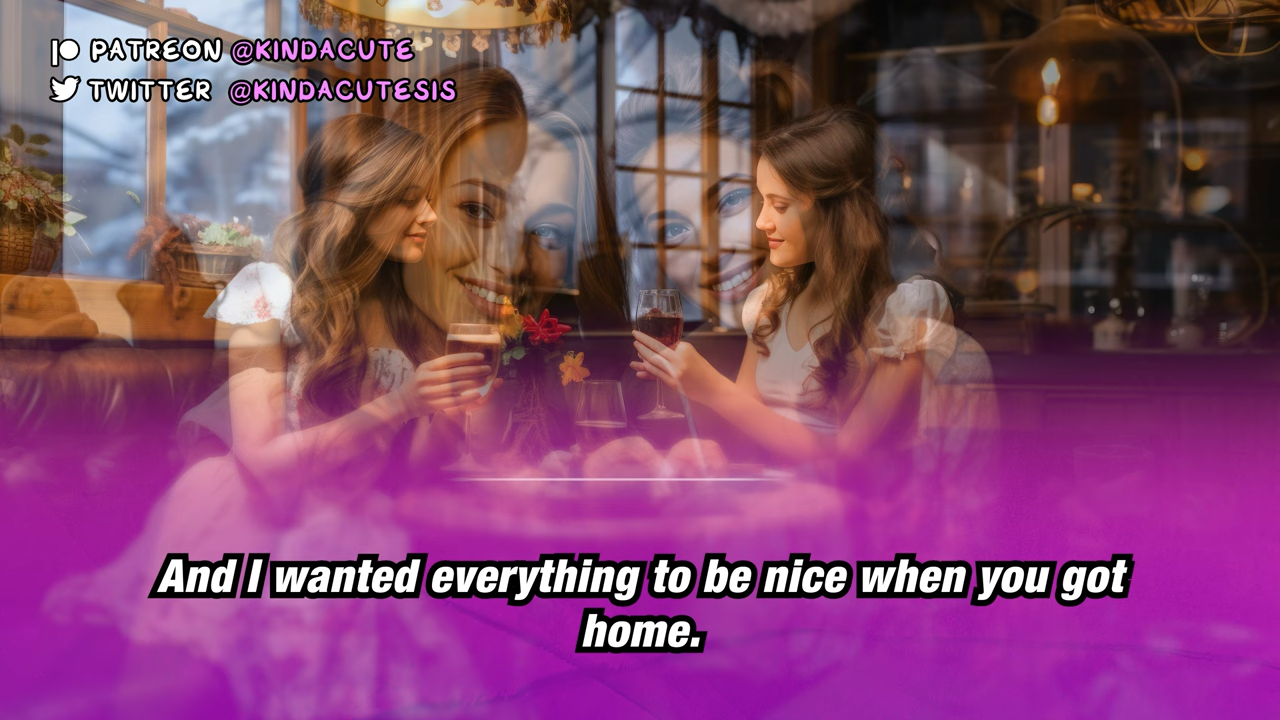 PATREON @KINDACUTE
TWITTER @KINDACUTESIS
And I wanted everything to be nice when you got
home.